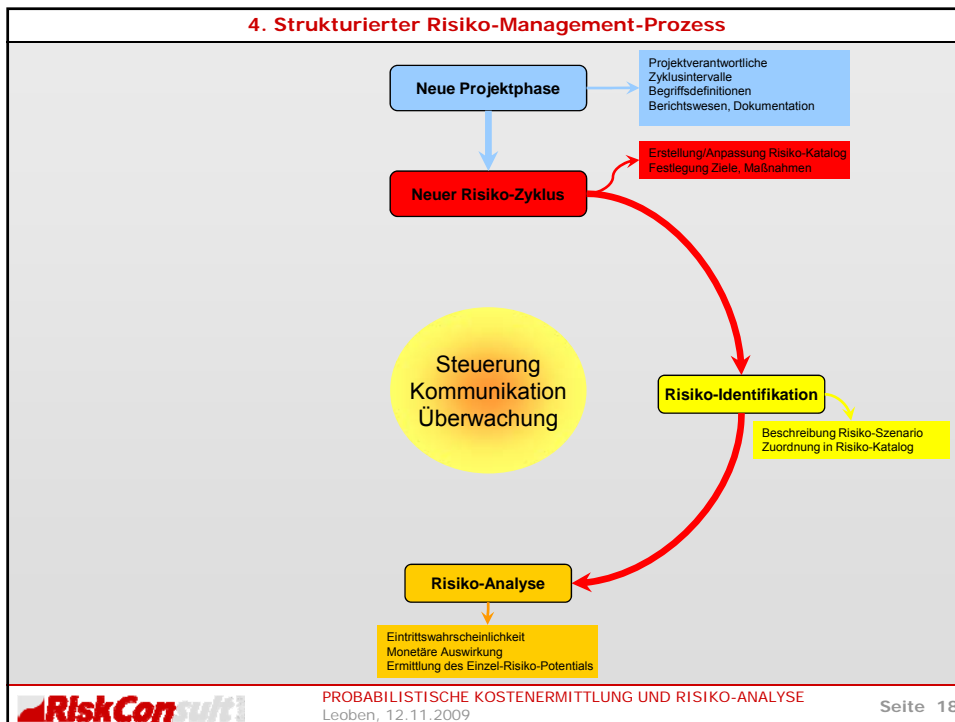 4. Strukturierter Risiko-Management-Prozess
Neue Projektphase
Projektverantwortliche
Zyklusintervalle
Begriffsdefinitionen
Berichtswesen, Dokumentation
Erstellung/Anpassung Risiko-Katalog
Festlegung Ziele, Maßnahmen
Neuer Risiko-Zyklus
Steuerung
Kommunikation
Überwachung
Risiko-Identifikation
Beschreibung Risiko-Szenario
Zuordnung in Risiko-Katalog
Risiko-Analyse
Eintrittswahrscheinlichkeit
Monetäre Auswirkung
Ermittlung des Einzel-Risiko-Potentials
RiskConsult
PROBABILISTISCHE KOSTENERMITTLUNG UND RISIKO-ANALYSE
Leoben, 12.11.2009
Seite 18